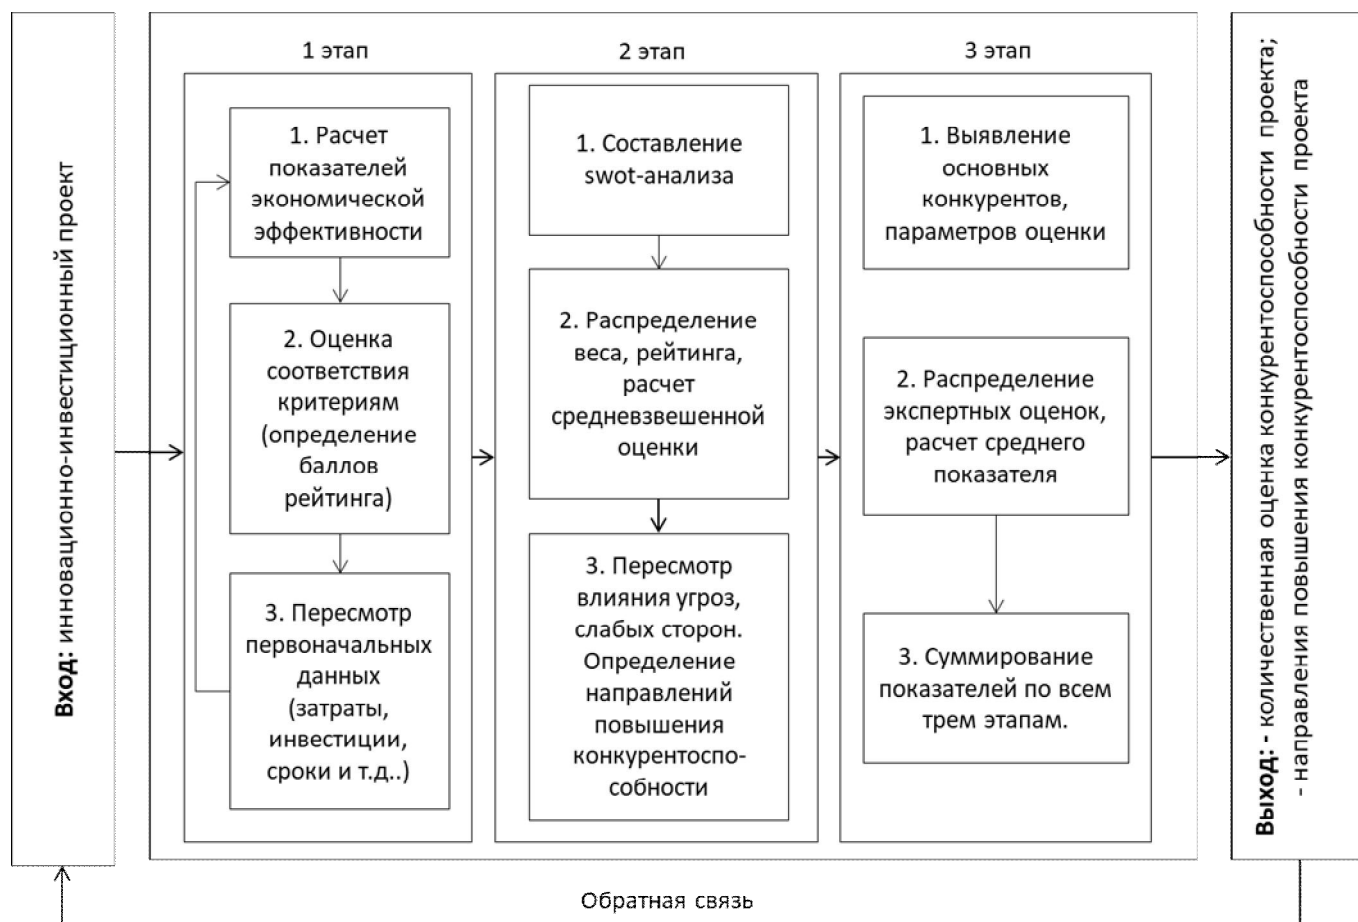 Вход: инновационно-инвестиционный проект
1 этап
1. Расчет
показателей
экономической
эффективности
2. Оценка
соответствия
критериям
(определение
баллов
рейтинга)
3. Пересмотр
первоначальных
данных
(затраты,
инвестиции,
сроки и т.д..)
2 этап
1. Составление
swot-анализа
2. Распределение
веса, рейтинга,
расчет
средневзвешенной
оценки
3. Пересмотр
влияния угроз,
слабых сторон.
Определение
направлений
повышения
конкурентоспо-
собности
3 этап
1. Выявление
основных
конкурентов,
параметров оценки
2. Распределение
экспертных оценок,
расчет среднего
показателя
3. Суммирование
показателей по всем
трем этапам.
Выход: - количественная оценка конкурентоспособности проекта;
- направления повышения конкурентоспособности проекта
Обратная связь